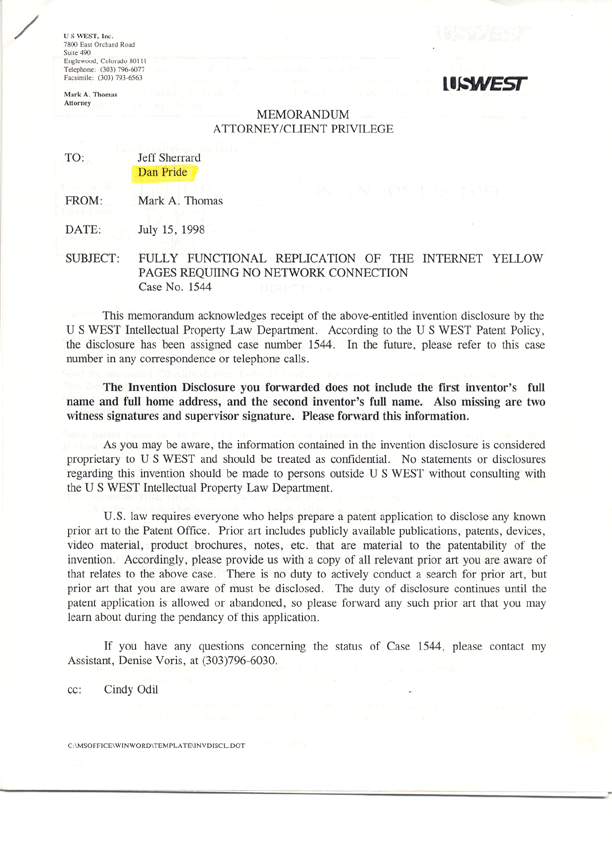 U S WEST, Inc.
7800 East Orchard Road
Suite 490
Englewood, Colorado 80111
Telephone: (303) 796-6077
Facsimile: (303) 793-6563
Mark A. Thomas
Attorney
USWEST
MEMORANDUM
ATTORNEY/CLIENT PRIVILEGE
TO: Jeff Sherrard
Dan Pride
FROM: Mark A. Thomas
DATE: July 15, 1998
SUBJECT: FULLY FUNCTIONAL REPLICATION OF THE INTERNET YELLOW
PAGES REQUIING NO NETWORK CONNECTION
Case No. 1544
This memorandum acknowledges receipt of the above-entitled invention disclosure by the
U S WEST Intellectual Property Law Department. According to the U S WEST Patent Policy,
the disclosure has been assigned case number 1544. In the future, please refer to this case
number in any correspondence or telephone calls.
The Invention Disclosure you forwarded does not include the first inventor's full
name and full home address, and the second inventor's full name. Also missing are two
witness signatures and supervisor signature. Please forward this information.
As you may be aware, the information contained in the invention disclosure is considered
proprietary to U S WEST and should be treated as confidential. No statements or disclosures
regarding this invention should be made to persons outside U S WEST without consulting with
the U S WEST Intellectual Property Law Department.
U.S. law requires everyone who helps prepare a patent application to disclose any known
prior art to the Patent Office. Prior art includes publicly available publications, patents, devices,
video material, product brochures, notes, etc. that are material to the patentability of the
invention. Accordingly, please provide us with a copy of all relevant prior art you are aware of
that relates to the above case. There is no duty to actively conduct a search for prior art, but
prior art that you are aware of must be disclosed. The duty of disclosure continues until the
patent application is allowed or abandoned, so please forward any such prior art that you may
learn about during the pendancy of this application.
If you have any questions concerning the status of Case 1544, please contact my
Assistant, Denise Voris, at (303)796-6030.
cc: Cindy Odil
C:\MSOFFICE\WINWORD\TEMPLATE\INVDISCL.DOT